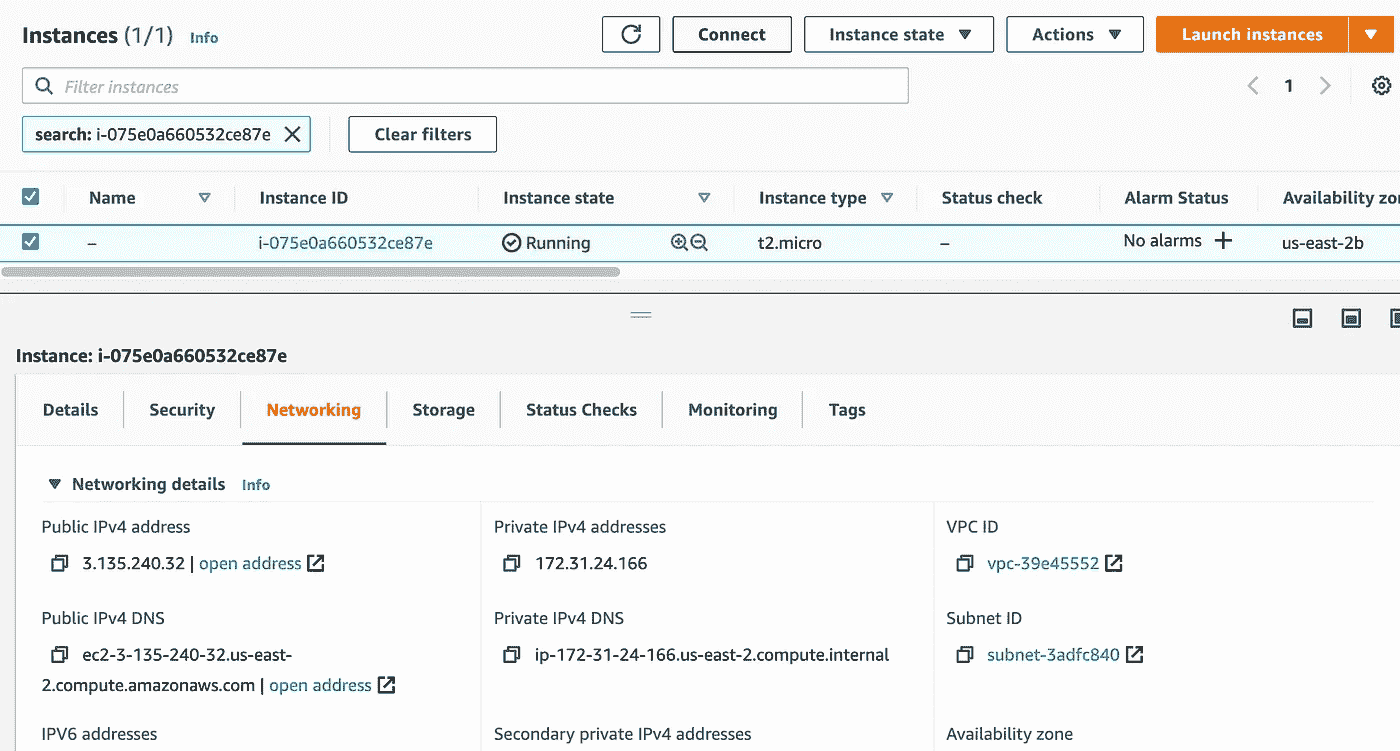 Instances (1/1) Info Connect Instance state Actions Launch instances
Filter instances 1
search: i-075e0a660532ce87e Clear filters
Name Instance ID Instance state Instance type Status check Alarm Status Availability zo
– i-075e0a660532ce87e Running t2.micro – No alarms + us-east-2b
Instance: i-075e0a660532ce87e
Details Security Networking Storage Status Checks Monitoring Tags
Networking details Info
Public IPv4 address Private IPv4 addresses VPC ID
3.135.240.32 | open address 172.31.24.166 vpc-39e45552
Public IPv4 DNS Private IPv4 DNS Subnet ID
ec2-3-135-240-32.us-east- ip-172-31-24-166.us-east-2.compute.internal subnet-3adfc840
2.compute.amazonaws.com | open address
IPV6 addresses Secondary private IPv4 addresses Availability zone